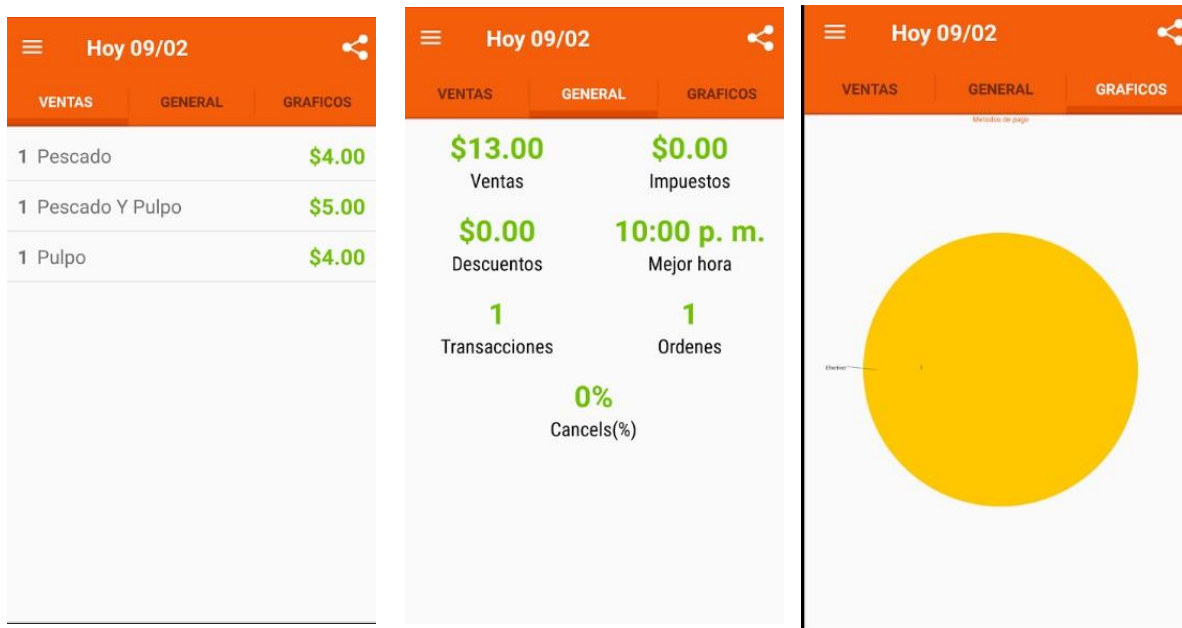 Hoy 09/02
VENTAS GENERAL GRAFICOS
1 Pescado $4.00
1 Pescado Y Pulpo $5.00
1 Pulpo $4.00
Hoy 09/02
VENTAS GENERAL GRAFICOS
$13.00 $0.00
Ventas Impuestos
$0.00 10:00 p. m.
Descuentos Mejor hora
1 1
Transacciones Ordenes
0%
Cancels(%)
Hoy 09/02
VENTAS GENERAL GRAFICOS
Metodos de pago
Efectivo